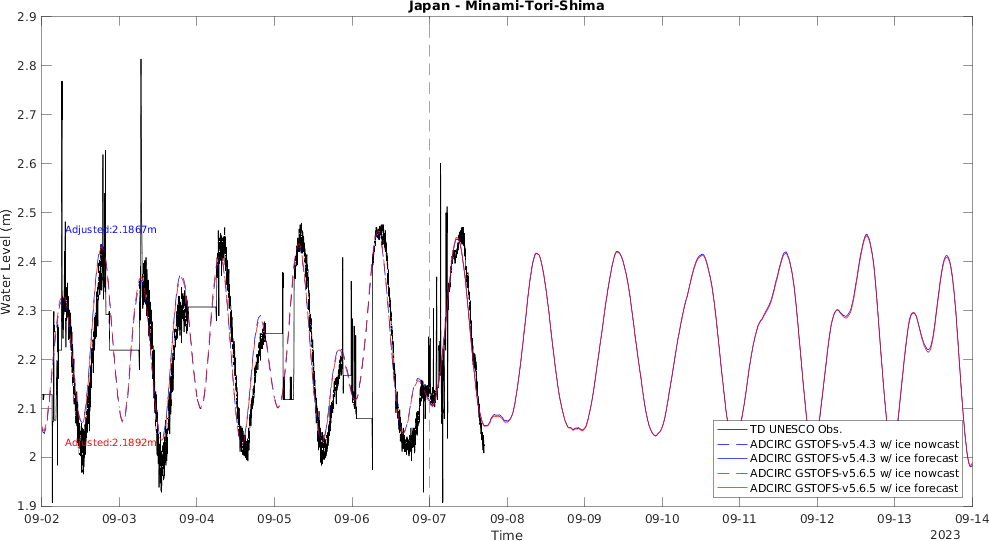 Japan - Minami-Tori-Shima
Water Level (m)
2.9
2.8
2.7
2.6
2.5
2.4
2.3
2.2
2.1
2
1.9
Adjusted:2.1867m
Adjusted:2.1892m
TD UNESCO Obs.
ADCIRC GSTOFS-v5.4.3 w/ ice nowcast
ADCIRC GSTOFS-v5.4.3 w/ ice forecast
ADCIRC GSTOFS-v5.6.5 w/ ice nowcast
ADCIRC GSTOFS-v5.6.5 w/ ice forecast
09-02 09-03 09-04 09-05 09-06 09-07 09-08 09-09 09-10 09-11 09-12 09-13 09-14
Time
2023